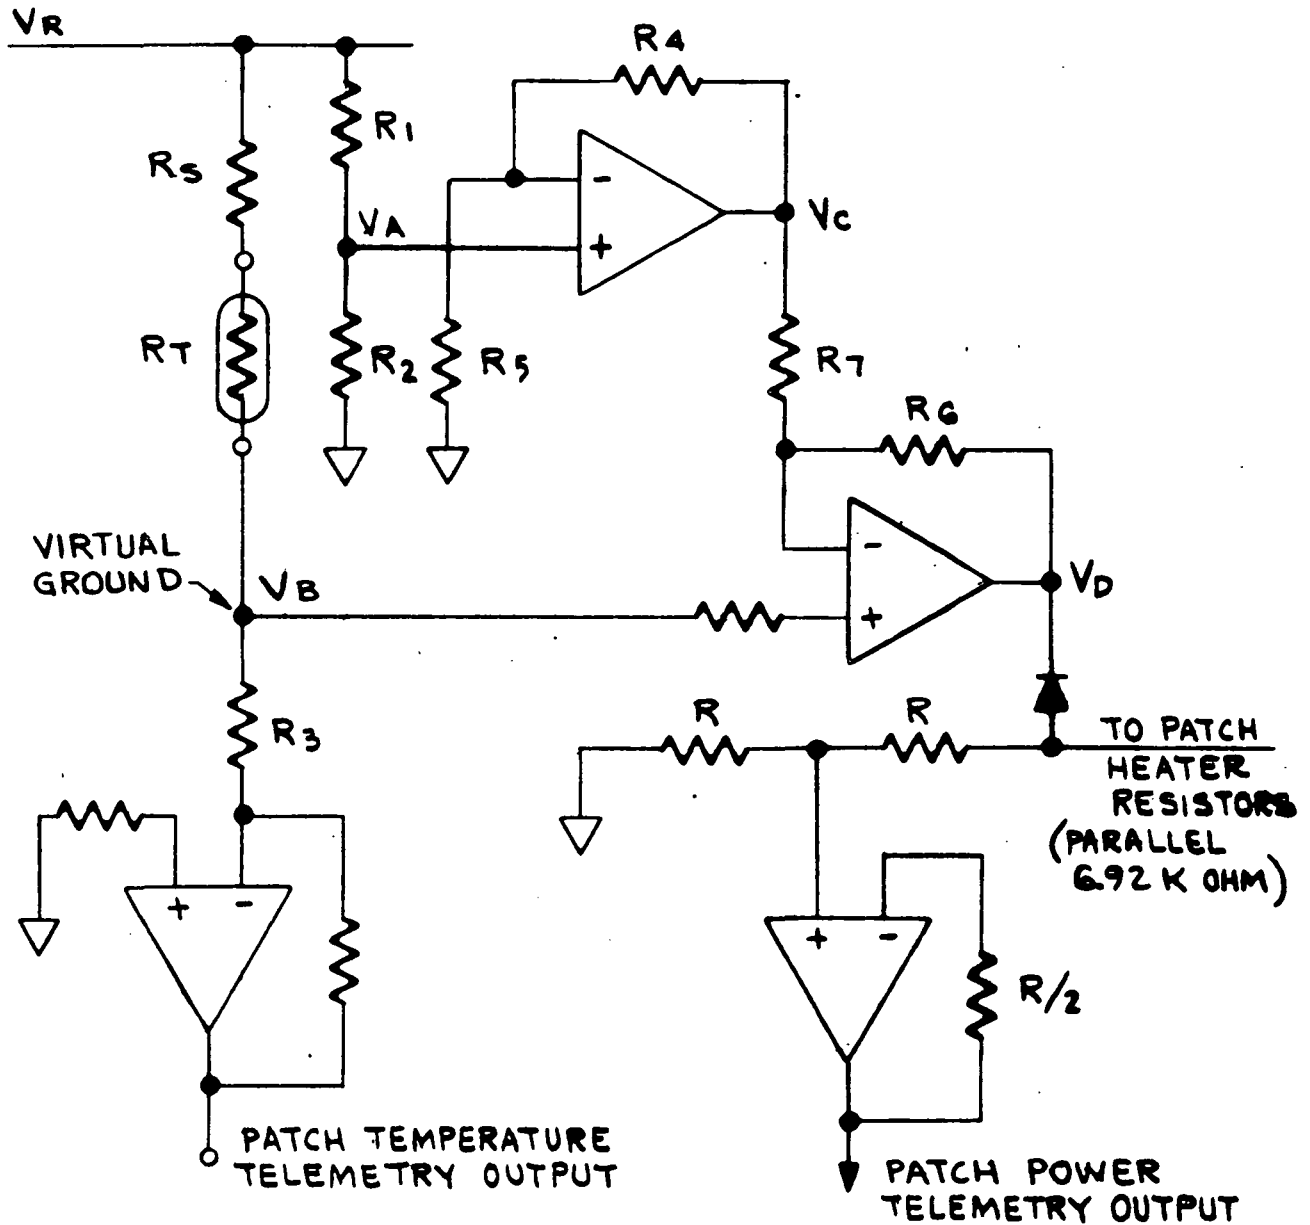 VR
R4
R1
RS
VA
-
+
VC
RT
R2
R5
R7
R6
VIRTUAL
GROUND
VB
-
+
VD
R3
R
R
TO PATCH
HEATER
RESISTORS
(PARALLEL
6.92 K OHM)
+ -
+ -
R/2
PATCH TEMPERATURE
TELEMETRY OUTPUT
PATCH POWER
TELEMETRY OUTPUT